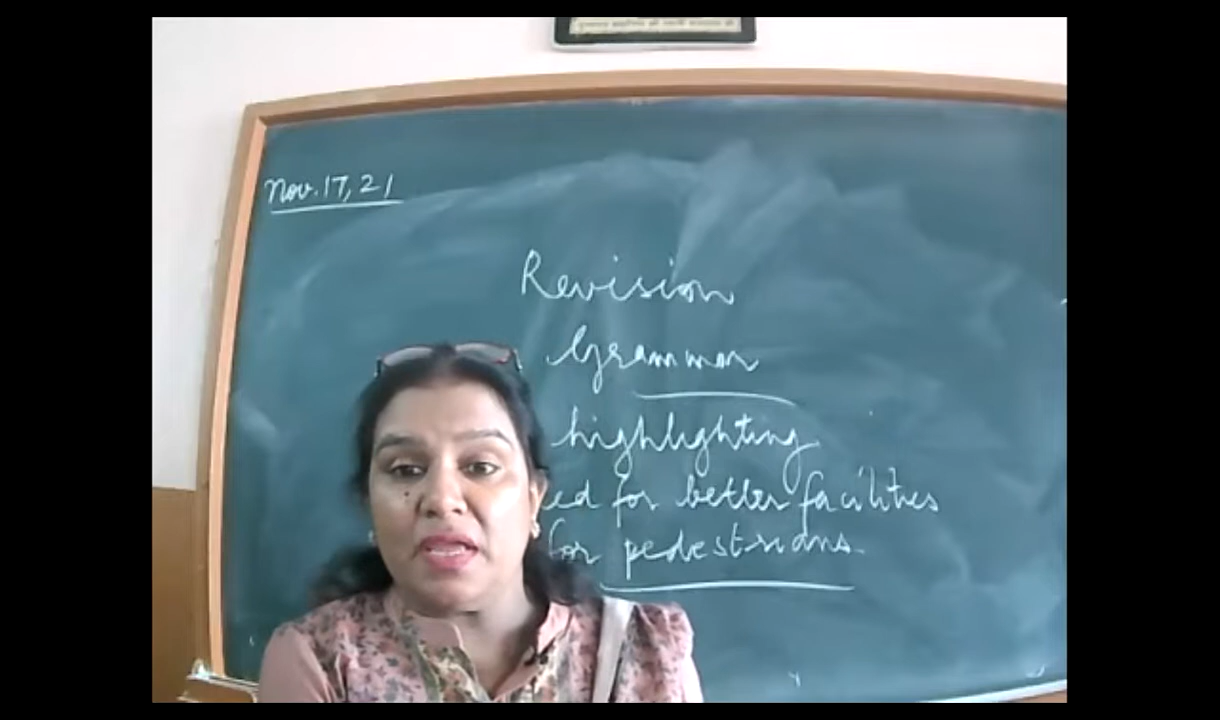 Nov. 17, 21
Revision
Grammar
highlighting
for better facilities
for pedestrians